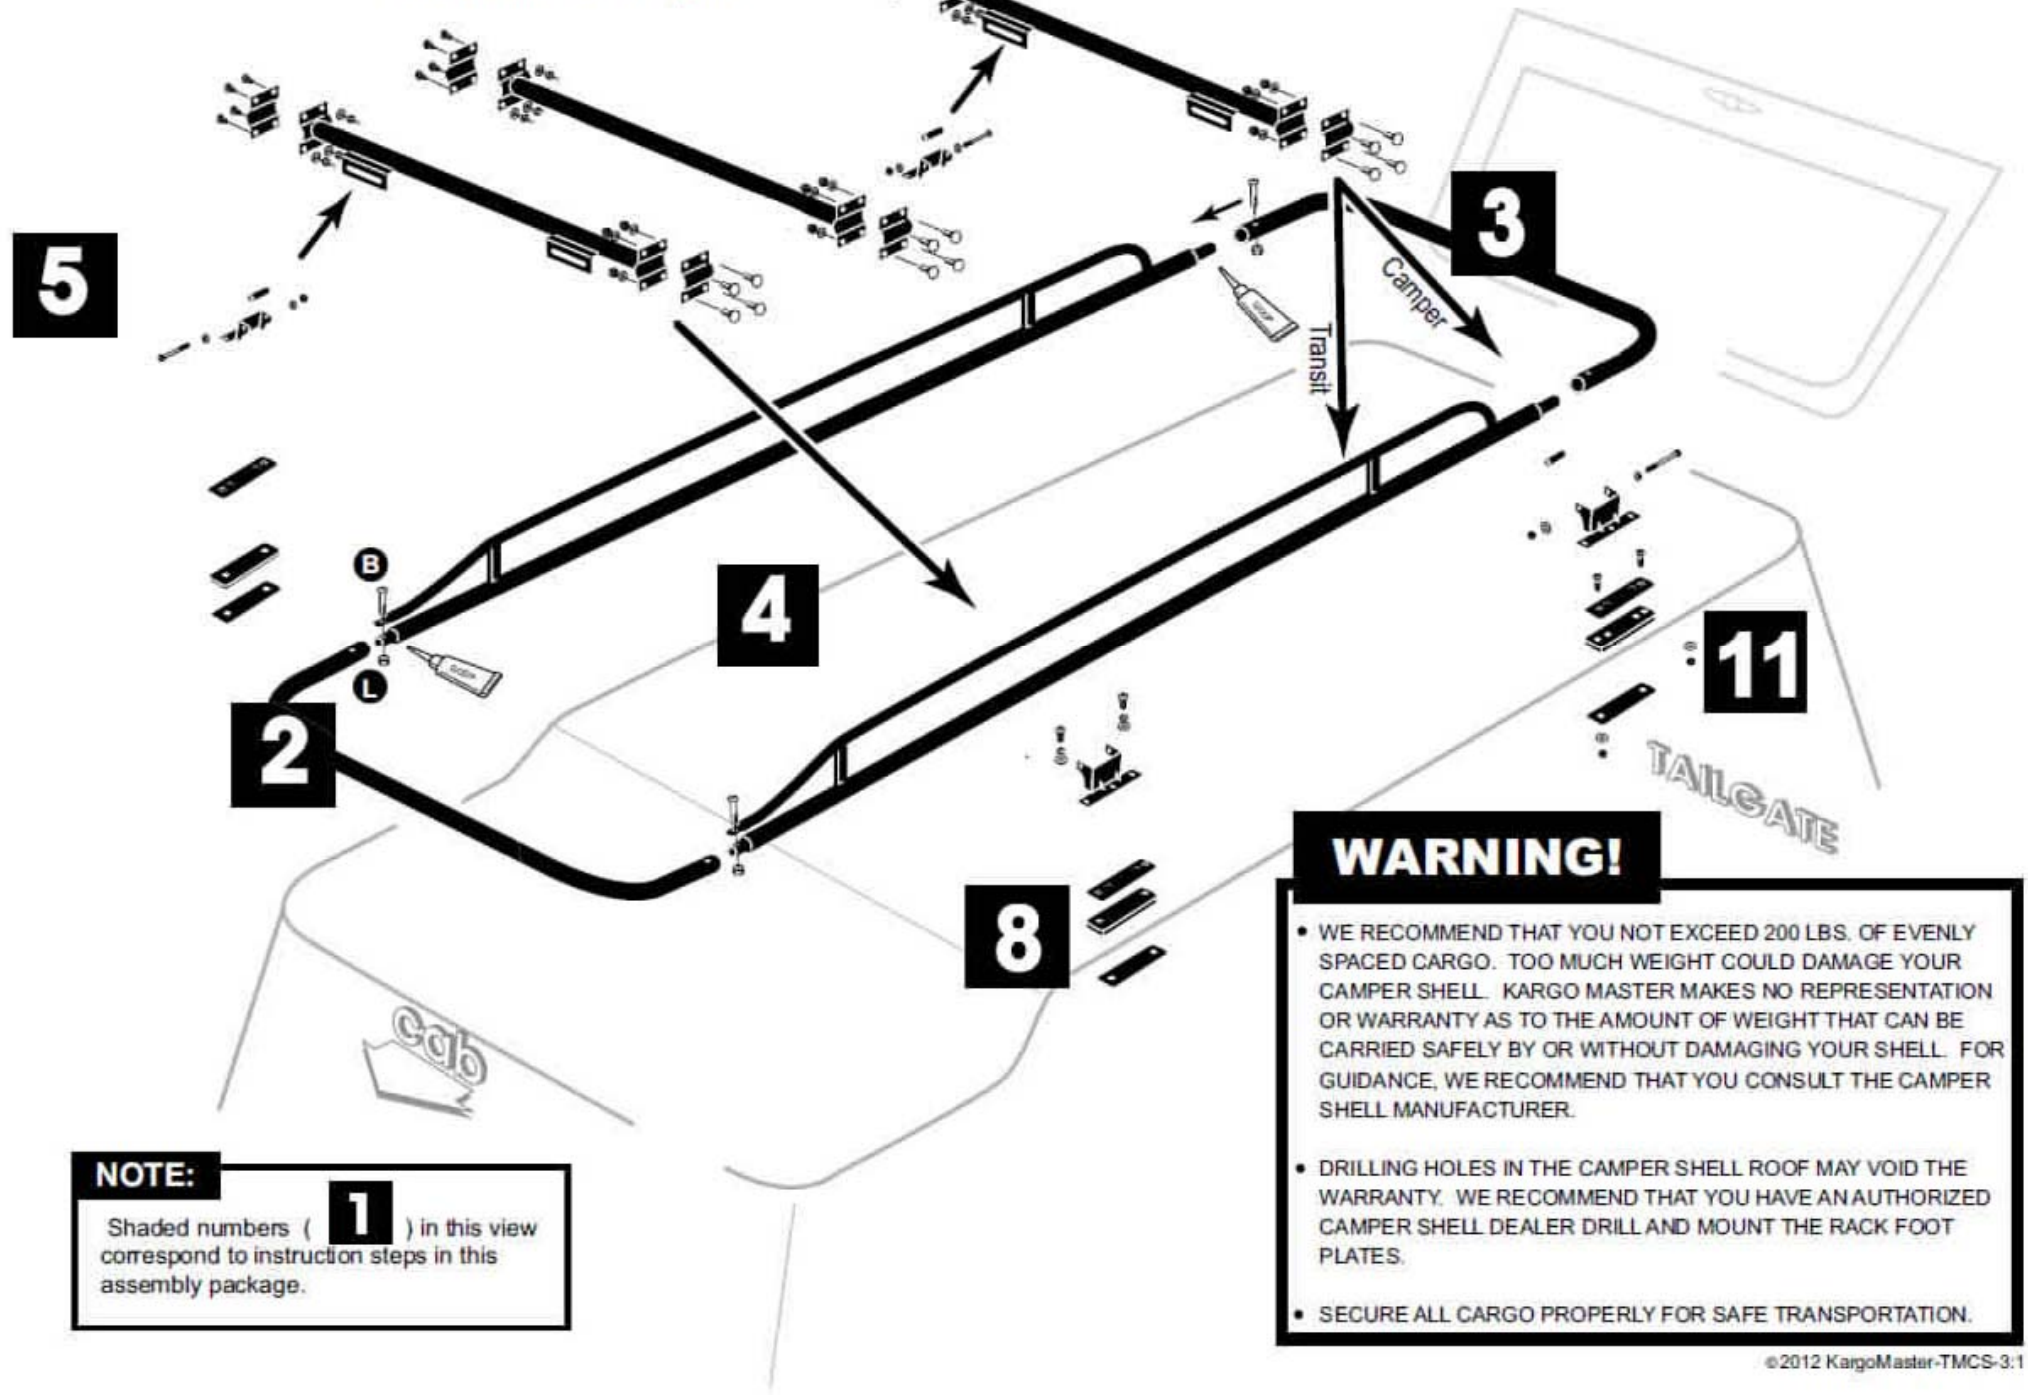 5
3
Camper
Transit
B
4
L
2
11
TAILGATE
8
cab
WARNING!
• WE RECOMMEND THAT YOU NOT EXCEED 200 LBS. OF EVENLY
SPACED CARGO. TOO MUCH WEIGHT COULD DAMAGE YOUR
CAMPER SHELL. KARGO MASTER MAKES NO REPRESENTATION
OR WARRANTY AS TO THE AMOUNT OF WEIGHT THAT CAN BE
CARRIED SAFELY BY OR WITHOUT DAMAGING YOUR SHELL. FOR
GUIDANCE, WE RECOMMEND THAT YOU CONSULT THE CAMPER
SHELL MANUFACTURER.
• DRILLING HOLES IN THE CAMPER SHELL ROOF MAY VOID THE
WARRANTY. WE RECOMMEND THAT YOU HAVE AN AUTHORIZED
CAMPER SHELL DEALER DRILL AND MOUNT THE RACK FOOT
PLATES.
• SECURE ALL CARGO PROPERLY FOR SAFE TRANSPORTATION.
NOTE:
Shaded numbers ( 1 ) in this view
correspond to instruction steps in this
assembly package.
©2012 KargoMaster-TMCS-3:1